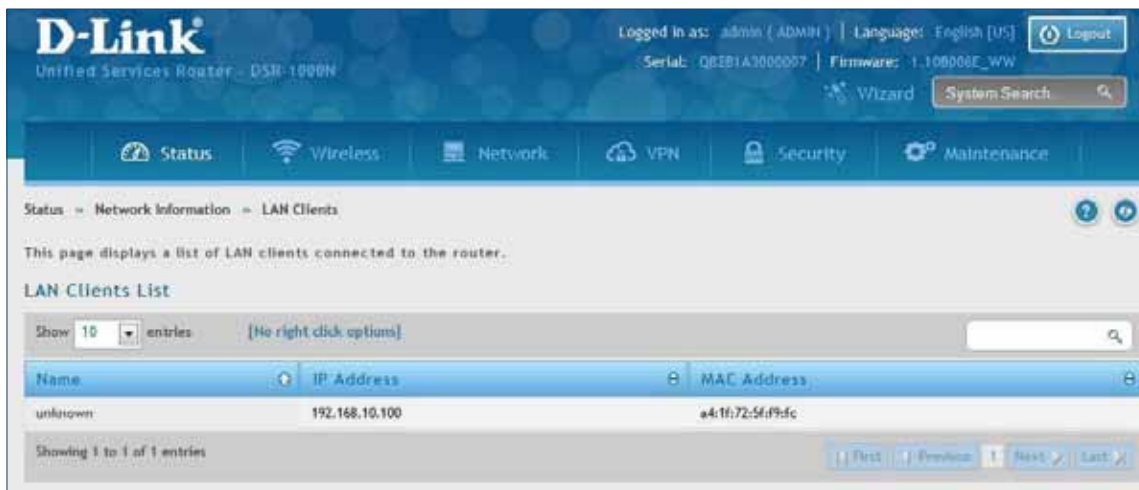 D-Link
Unified Services Router - DSR-1000N
Logged in as: admin ( ADMIN ) | Language: English [US]
Logout
Serial: QB2B1A3000007 | Firmware: 1.10B006E_WW
Wizard
System Search...
Status
Wireless
Network
VPN
Security
Maintenance
Status » Network Information » LAN Clients
This page displays a list of LAN clients connected to the router.
LAN Clients List
Show 10 entries [No right click options]
Name IP Address MAC Address
unknown 192.168.10.100 a4:1f:72:5f:f9:fc
Showing 1 to 1 of 1 entries
First Previous 1 Next Last